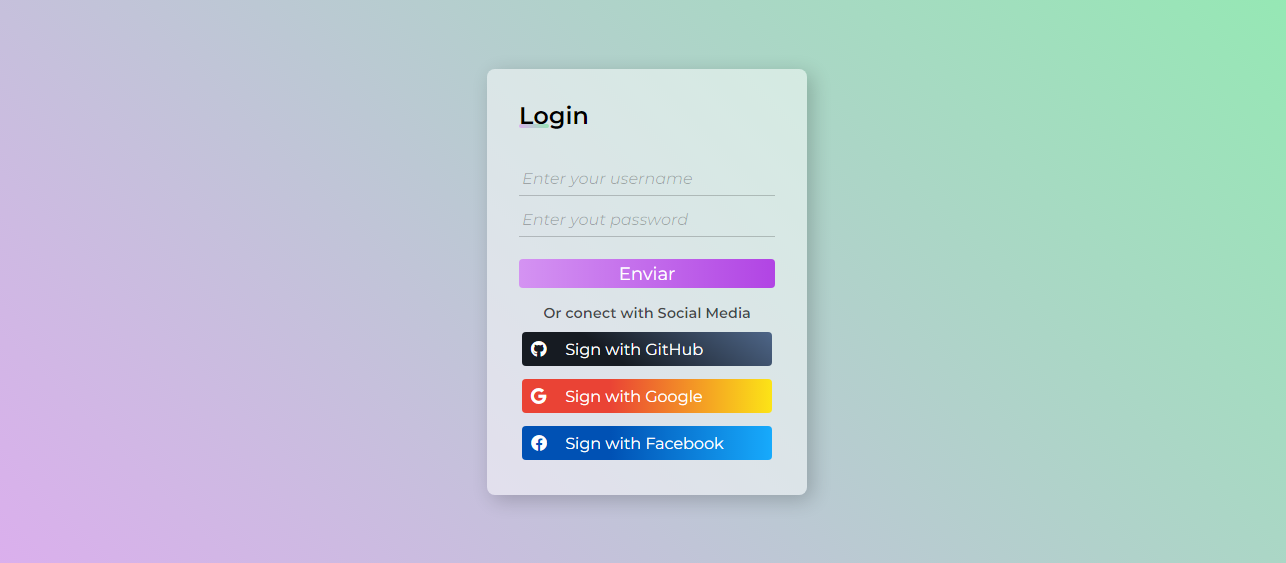 Login
Enter your username
Enter yout password
Enviar
Or conect with Social Media
Sign with GitHub
Sign with Google
Sign with Facebook